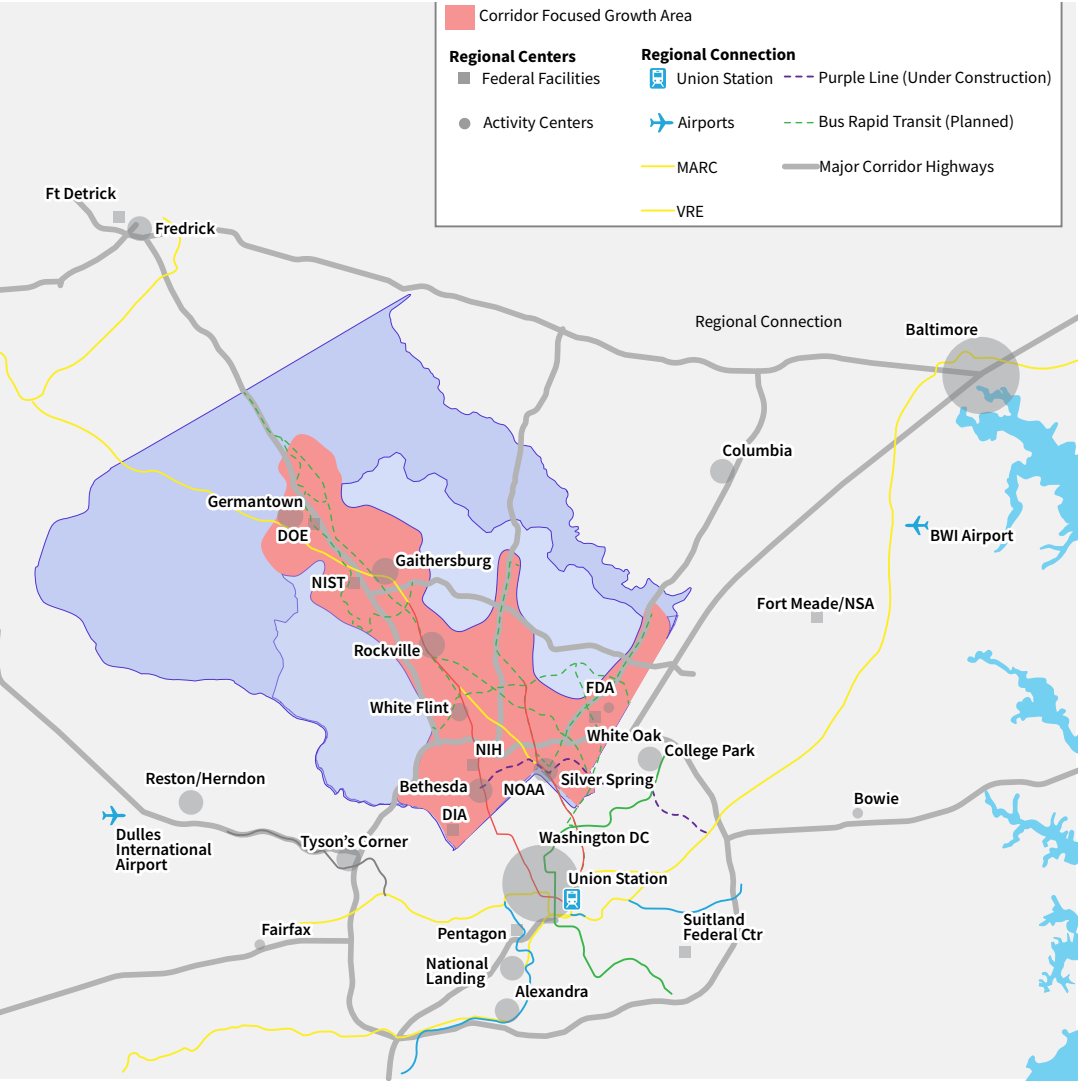 Corridor Focused Growth Area
Regional Centers
Regional Connection
Federal Facilities
Union Station
Purple Line (Under Construction)
Activity Centers
Airports
Bus Rapid Transit (Planned)
MARC
Major Corridor Highways
VRE
Ft Detrick
Fredrick
Regional Connection
Baltimore
Columbia
Germantown
DOE
BWI Airport
Gaithersburg
NIST
Fort Meade/NSA
Rockville
FDA
White Flint
White Oak
NIH
College Park
Reston/Herndon
Bethesda
NOAA
Silver Spring
Bowie
DIA
Dulles
International
Airport
Tyson's Corner
Washington DC
Union Station
Fairfax
Pentagon
Suitland
Federal Ctr
National
Landing
Alexandra